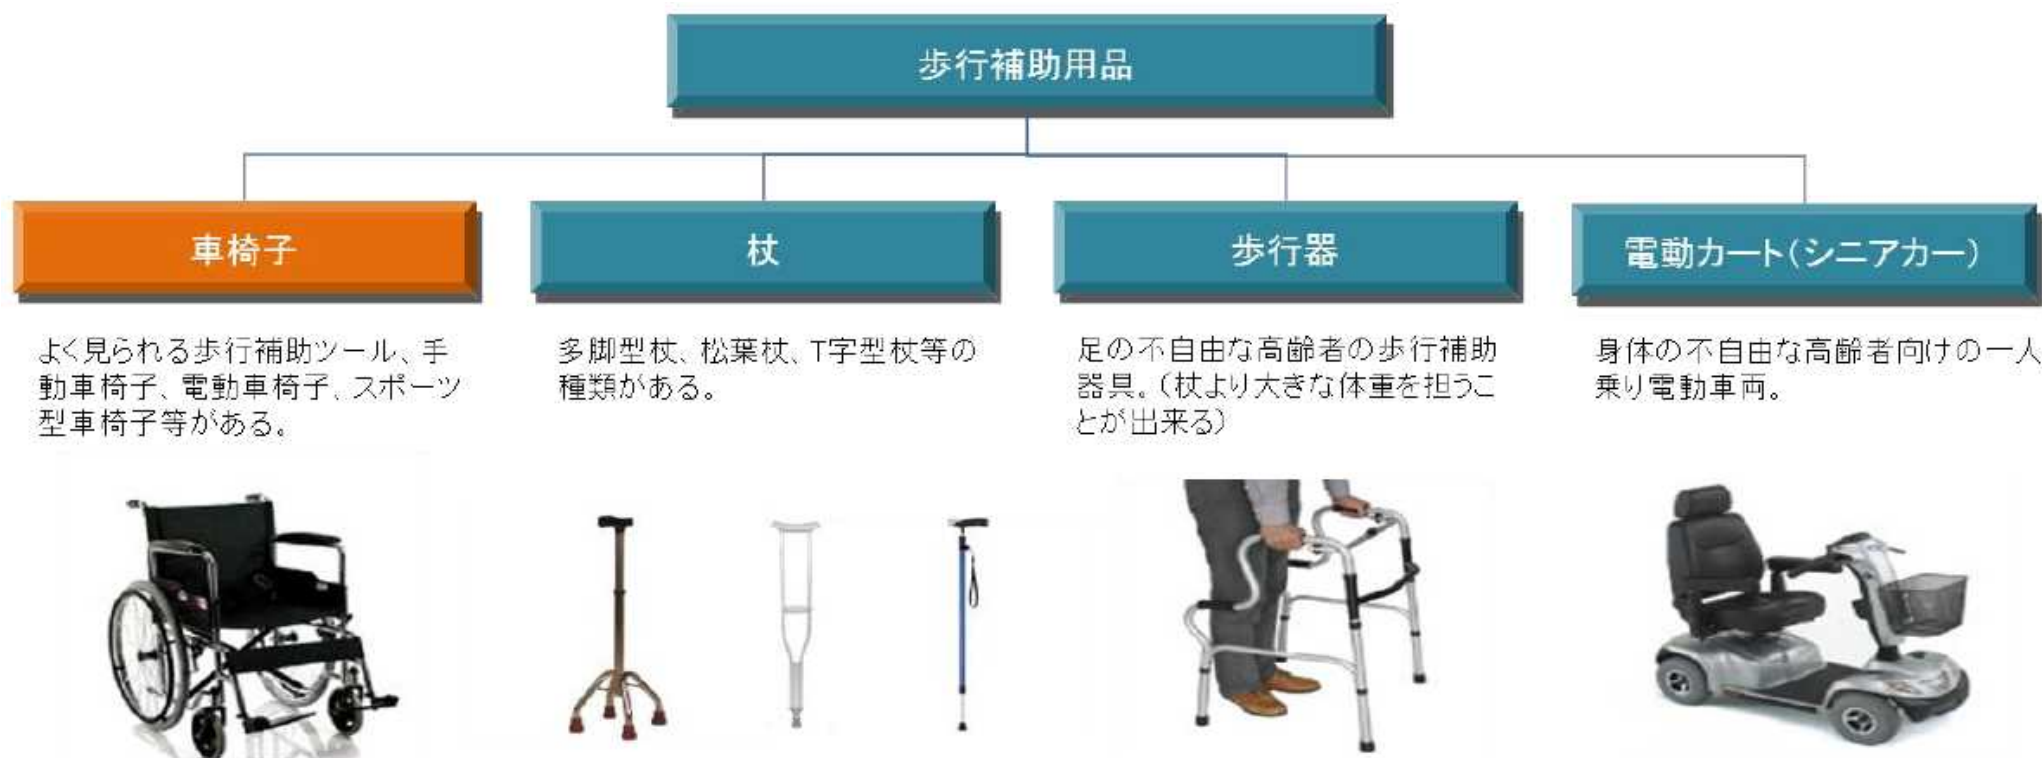 歩行補助用品
車椅子
杖
歩行器
電動カート(シニアカー)
よく見られる歩行補助ツール、手
動車椅子、電動車椅子、スポーツ
型車椅子等がある。
多脚型杖、松葉杖、T字型杖等の
種類がある。
足の不自由な高齢者の歩行補助
器具。(杖より大きな体重を担うこ
とが出来る)
身体の不自由な高齢者向けの一人
乗り電動車両。